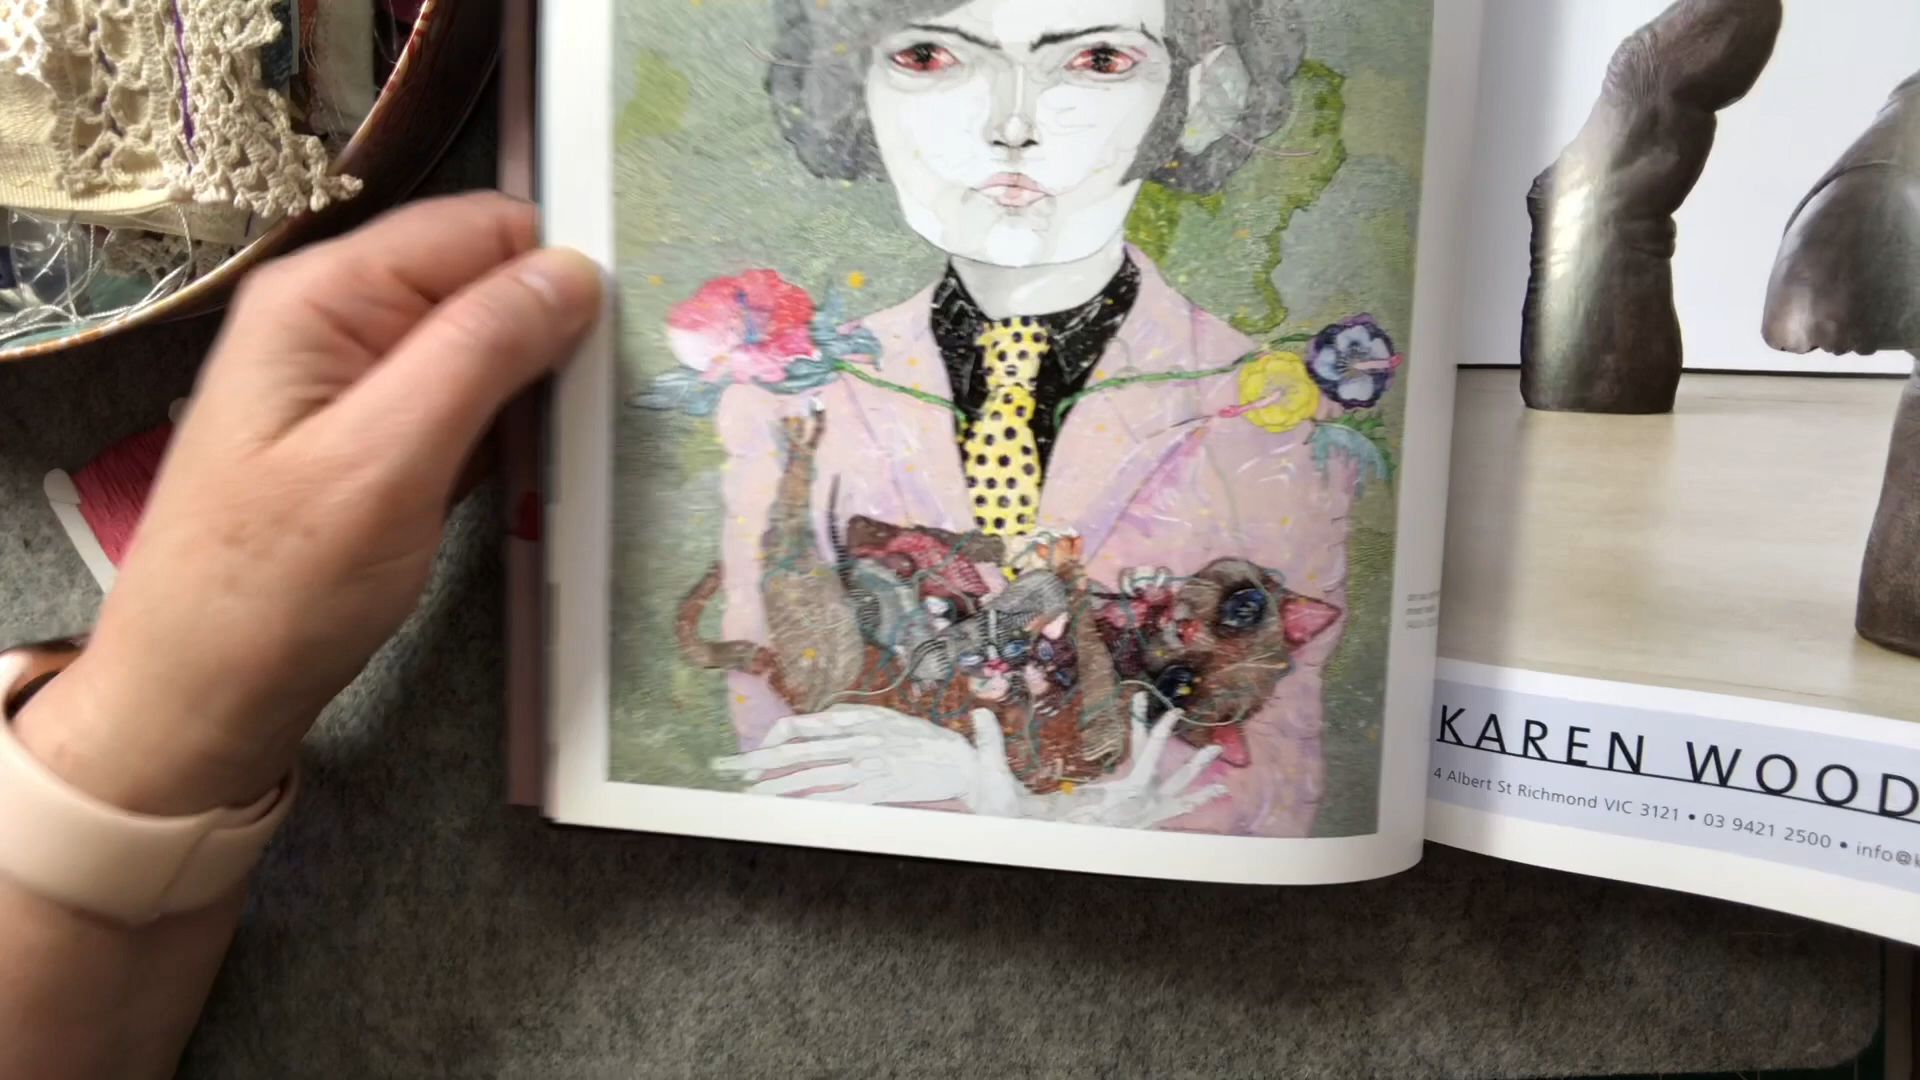 KAREN WOOD
4 Albert St Richmond VIC 3121 • 03 9421 2500 • info@k